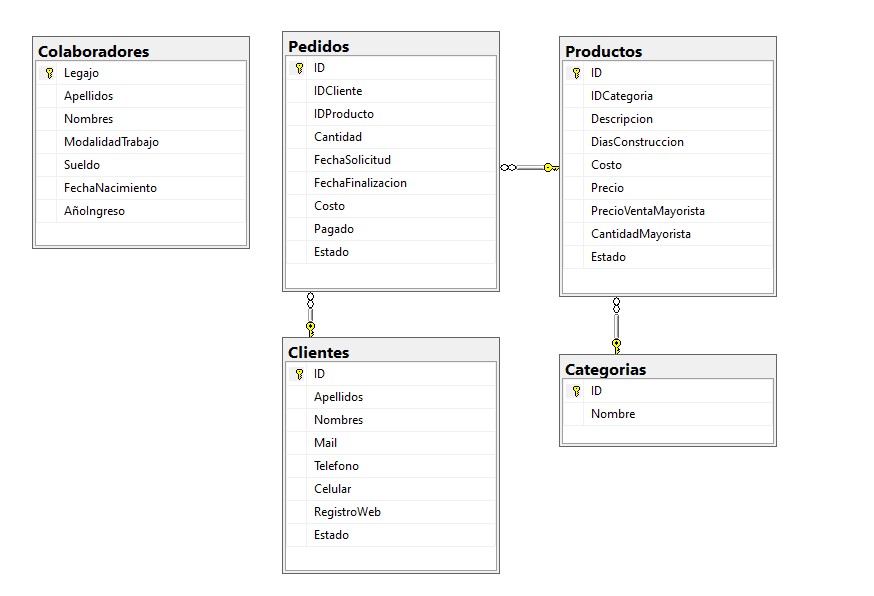 Colaboradores
Legajo
Apellidos
Nombres
ModalidadTrabajo
Sueldo
FechaNacimiento
AñoIngreso
Pedidos
ID
IDCliente
IDProducto
Cantidad
FechaSolicitud
FechaFinalizacion
Costo
Pagado
Estado
Productos
ID
IDCategoria
Descripcion
DiasConstruccion
Costo
Precio
PrecioVentaMayorista
CantidadMayorista
Estado
Clientes
ID
Apellidos
Nombres
Mail
Telefono
Celular
RegistroWeb
Estado
Categorias
ID
Nombre